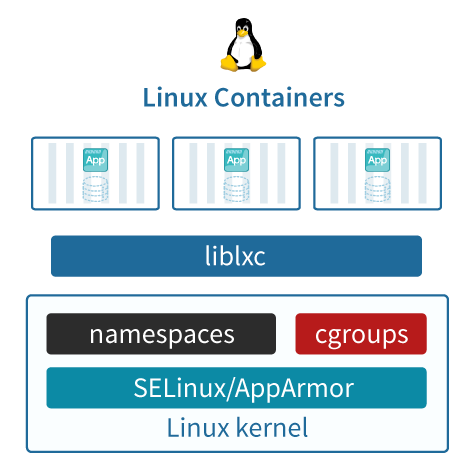 Linux Containers
App
App
App
liblxc
namespaces
cgroups
SELinux/AppArmor
Linux kernel